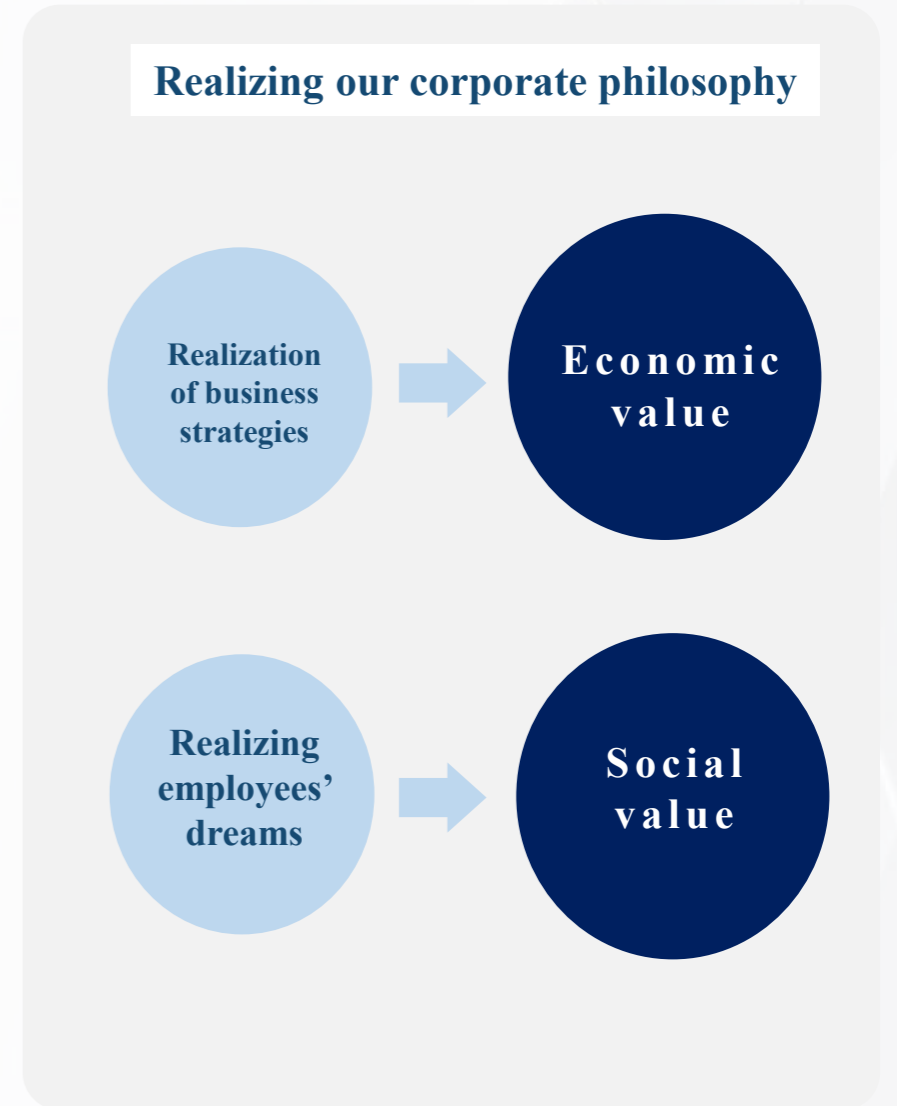 Realizing our corporate philosophy
Realization
of business
strategies
Economic
value
Realizing
employees’
dreams
Social
value